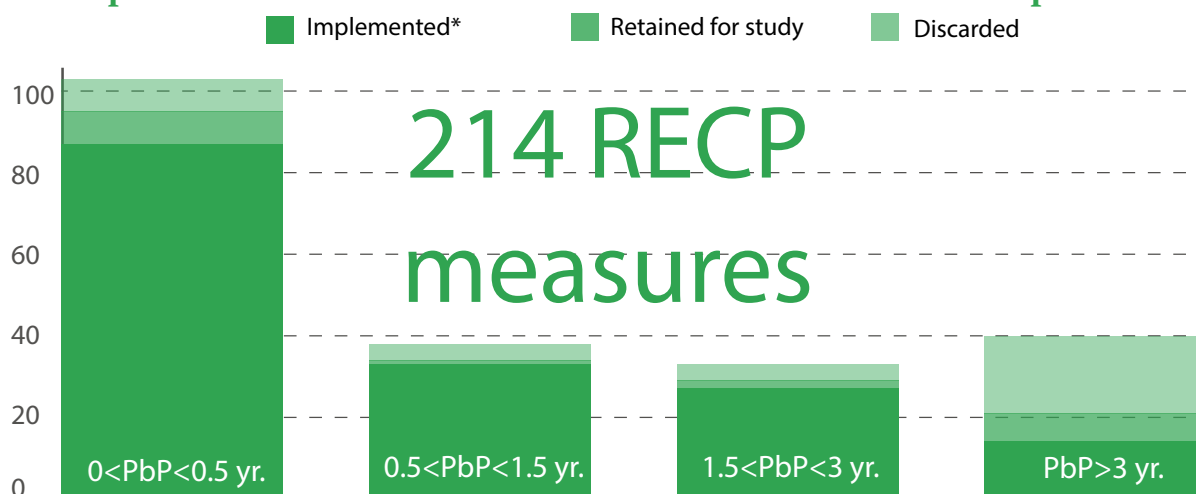 Implemented* Retained for study Discarded
100
80
60
40
20
0
214 RECP
measures
0<PbP<0.5 yr. 0.5<PbP<1.5 yr. 1.5<PbP<3 yr. PbP>3 yr.